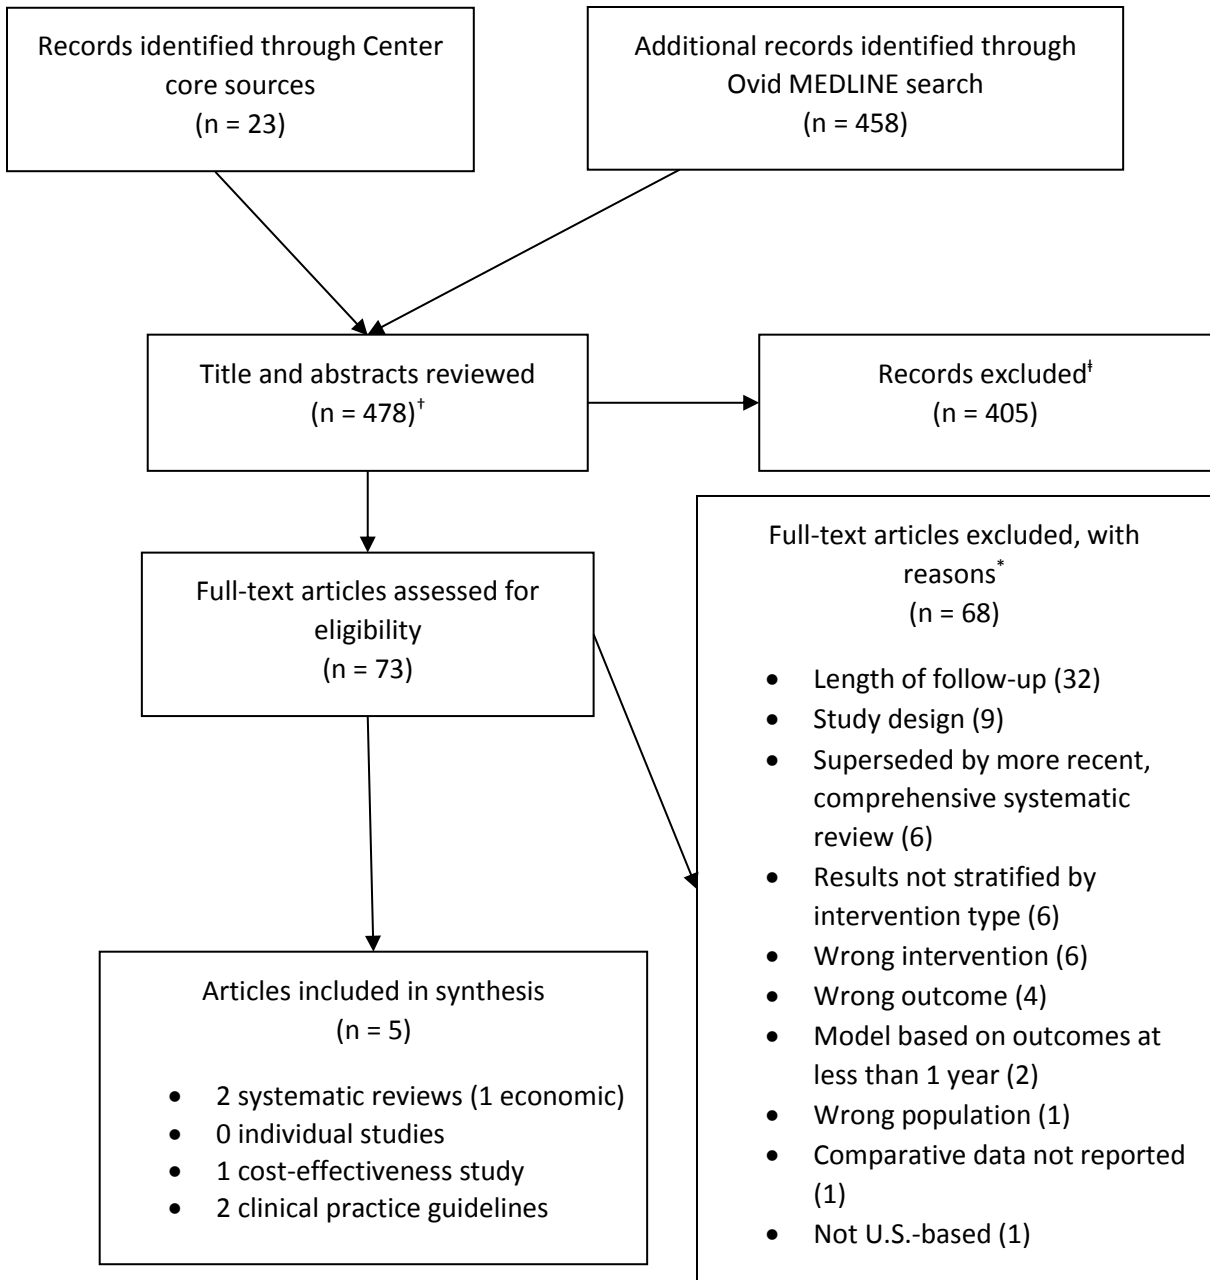 Records identified through Center
core sources
(n = 23)
Additional records identified through
Ovid MEDLINE search
(n = 458)
Title and abstracts reviewed
(n = 478)†
Records excluded‡
(n = 405)
Full-text articles assessed for
eligibility
(n = 73)
Full-text articles excluded, with
reasons*
(n = 68)
• Length of follow-up (32)
• Study design (9)
• Superseded by more recent,
comprehensive systematic
review (6)
• Results not stratified by
intervention type (6)
• Wrong intervention (6)
• Wrong outcome (4)
• Model based on outcomes at
less than 1 year (2)
• Wrong population (1)
• Comparative data not reported
(1)
• Not U.S.-based (1)
Articles included in synthesis
(n = 5)
• 2 systematic reviews (1 economic)
• 0 individual studies
• 1 cost-effectiveness study
• 2 clinical practice guidelines